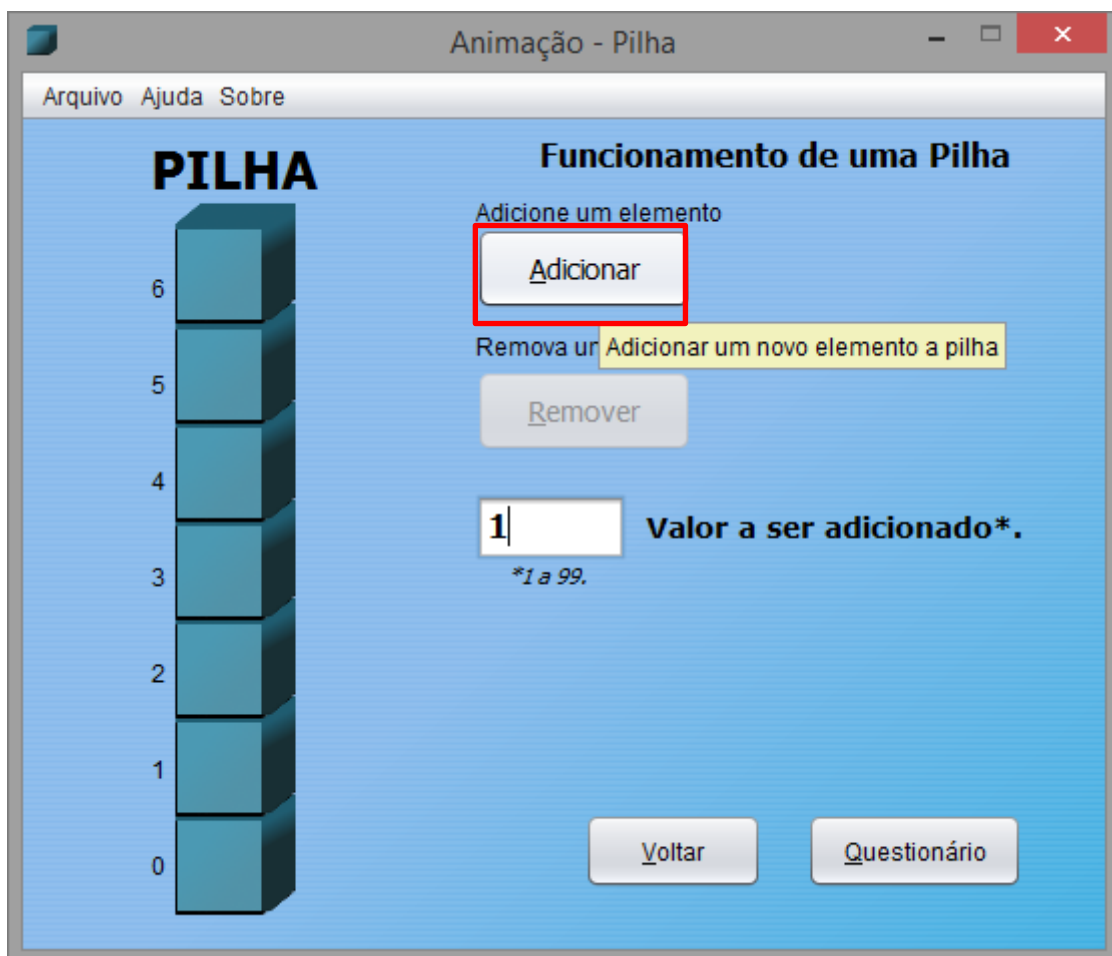 Animação - Pilha
Arquivo Ajuda Sobre
PILHA
Funcionamento de uma Pilha
Adicione um elemento
Adicionar
Remova
Adicionar um novo elemento a pilha
Remover
1
Valor a ser adicionado*.
*1 a 99.
6
5
4
3
2
1
0
Voltar
Questionário